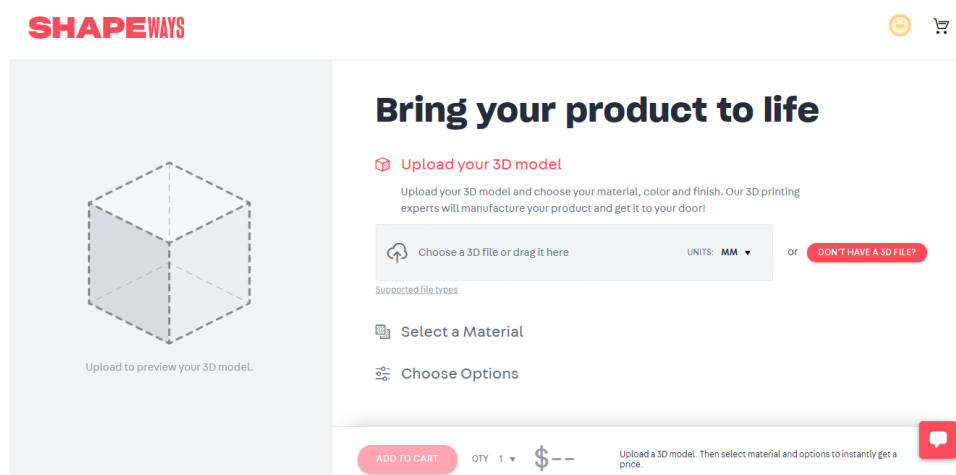 SHAPEWAYS
Bring your product to life
Upload your 3D model
Upload your 3D model and choose your material, color and finish. Our 3D printing
experts will manufacture your product and get it to your door!
Choose a 3D file or drag it here
UNITS: MM
or
DON'T HAVE A 3D FILE?
Supported file types
Select a Material
Choose Options
Upload to preview your 3D model.
ADD TO CART
QTY 1
$--
Upload a 3D model. Then select material and options to instantly get a
price.